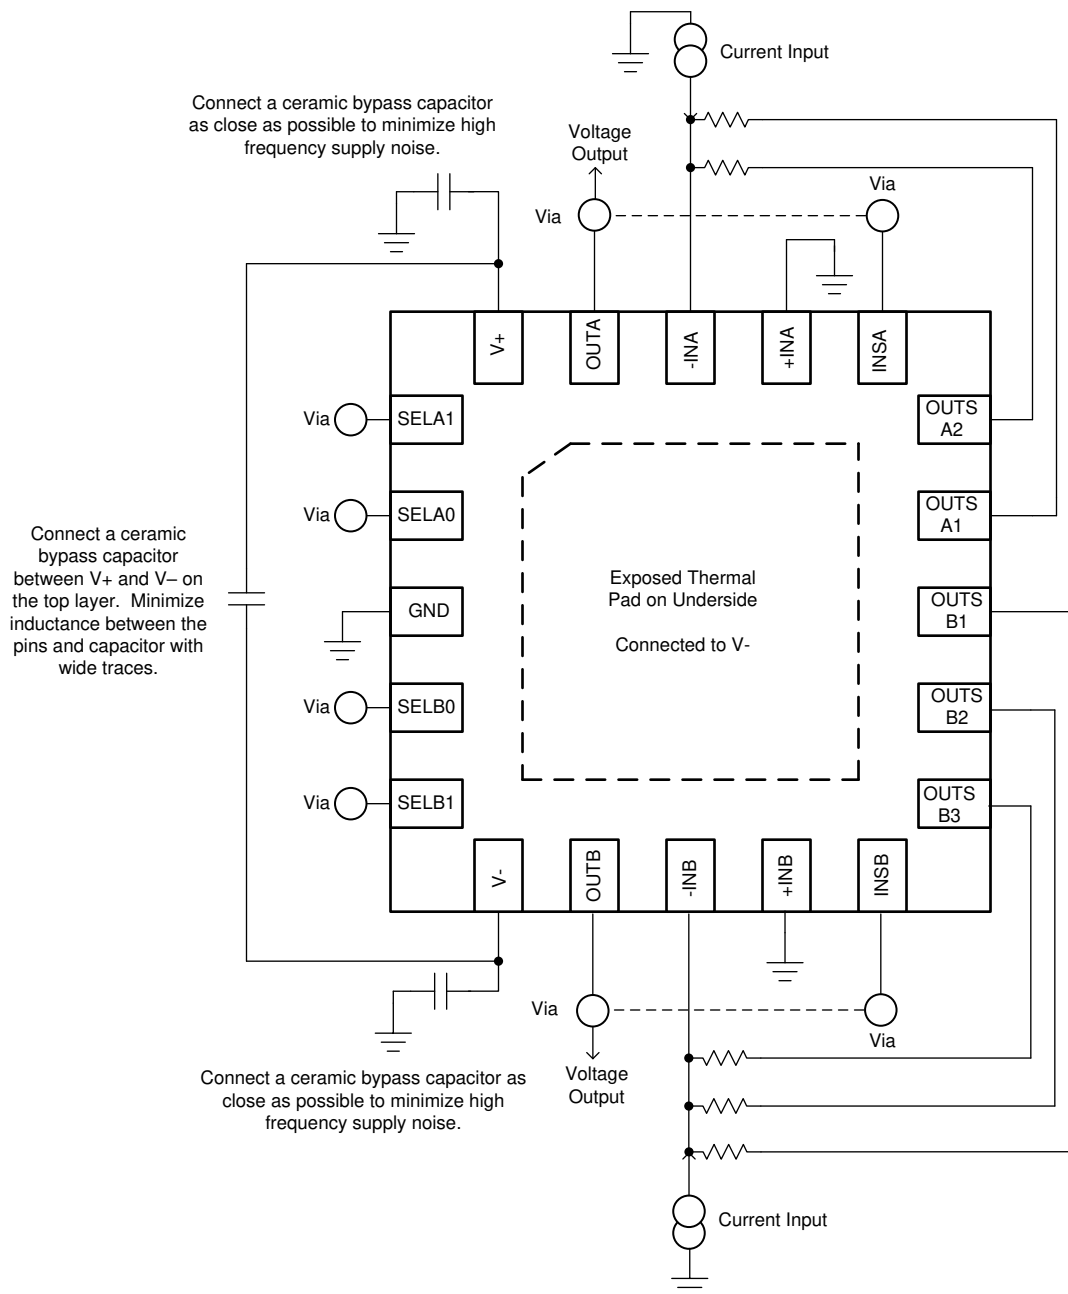 Current Input
Connect a ceramic bypass capacitor
as close as possible to minimize high
frequency supply noise.
Voltage
Output
Via
Via
V+
OUTA
-INA
+INA
INSA
Via
SELA1
OUTS
A2
Via
SELA0
OUTS
A1
Connect a ceramic
bypass capacitor
between V+ and V– on
the top layer. Minimize
inductance between the
pins and capacitor with
wide traces.
Exposed Thermal
Pad on Underside
Connected to V-
GND
OUTS
B1
Via
SELB0
OUTS
B2
Via
SELB1
OUTS
B3
V-
OUTB
-INB
+INB
INSB
Via
Via
Voltage
Output
Connect a ceramic bypass capacitor as
close as possible to minimize high
frequency supply noise.
Current Input